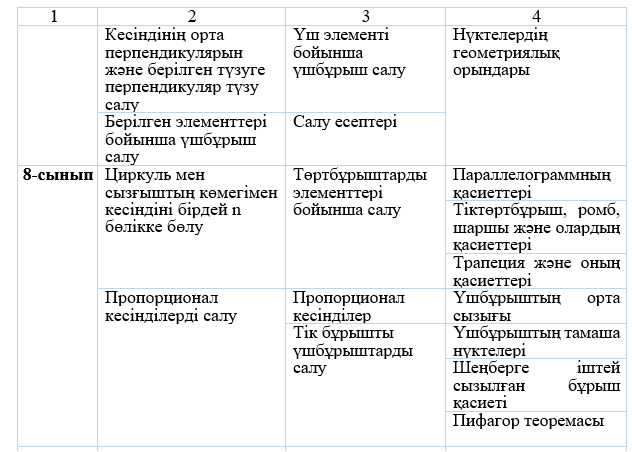 1 2 3 4
Кесіндінің орта
перпендикулярын
және берілген түзуге
перпендикуляр түзу
салу
Үш элементі
бойынша
үшбұрыш салу
Нүктелердің
геометриялық
орындары
Берілген элементтері
бойынша үшбұрыш
салу
Салу есептері
8-сынып
Циркуль мен
сызғыштың көмегімен
кесіндіні бірдей n
бөлікке бөлу
Төртбұрыштарды
элементтері
бойынша салу
Параллелограммның
қасиеттері
Тіктөртбұрыш, ромб,
шаршы және олардың
қасиеттері
Трапеция және оның
қасиеттері
Пропорционал
кесінділерді салу
Пропорционал
кесінділер
Үшбұрыштың орта
сызығы
Тік бұрышты
үшбұрыштарды
салу
Үшбұрыштың тамаша
нүктелері
Шеңберге іштей
сызылған бұрыш
қасиеті
Пифагор теоремасы